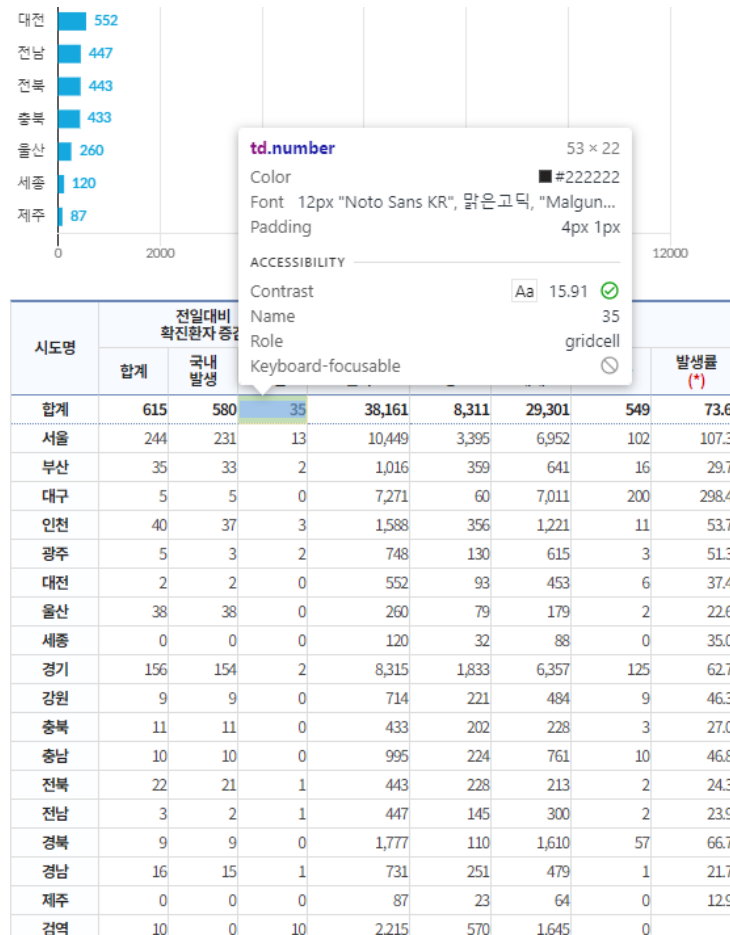 대전 552
전남 447
전북 443
충북 433
울산 260
세종 120
제주 87
0 2000 12000
td.number 53 × 22
Color #222222
Font 12px "Noto Sans KR", 맑은고딕, "Malgun...
Padding 4px 1px
ACCESSIBILITY
Contrast Aa 15.91
Name 35
Role gridcell
Keyboard-focusable
시도명
전일대비
확진환자 증감
합계
국내
발생
발생률
(*)
합계 615 580 35 38,161 8,311 29,301 549 73.6
서울 244 231 13 10,449 3,395 6,952 102 107.3
부산 35 33 2 1,016 359 641 16 29.7
대구 5 5 0 7,271 60 7,011 200 298.4
인천 40 37 3 1,588 356 1,221 11 53.7
광주 5 3 2 748 130 615 3 51.3
대전 2 2 0 552 93 453 6 37.4
울산 38 38 0 260 79 179 2 22.6
세종 0 0 0 120 32 88 0 35.0
경기 156 154 2 8,315 1,833 6,357 125 62.7
강원 9 9 0 714 221 484 9 46.3
충북 11 11 0 433 202 228 3 27.0
충남 10 10 0 995 224 761 10 46.8
전북 22 21 1 443 228 213 2 24.3
전남 3 2 1 447 145 300 2 23.9
경북 9 9 0 1,777 110 1,610 57 66.7
경남 16 15 1 731 251 479 1 21.7
제주 0 0 0 87 23 64 0 12.9
검역 10 0 10 2,215 570 1,645 0